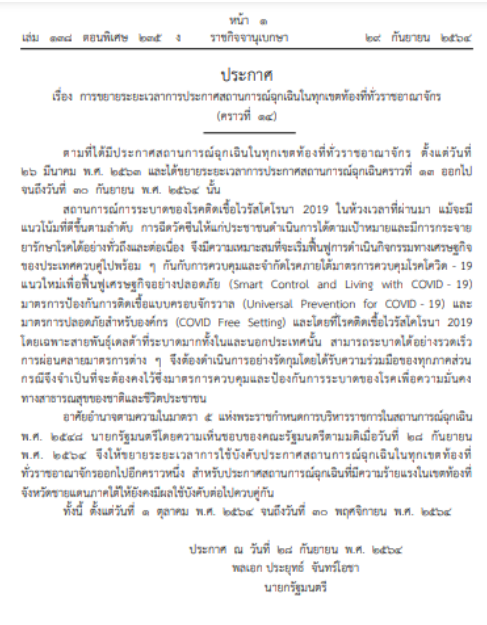 หน้า ๑
เล่ม ๑๓๘ ตอนพิเศษ ๒๓๕ ง ราชกิจจานุเบกษา ๒๙ กันยายน ๒๕๖๔
ประกาศ
เรื่อง การขยายระยะเวลาการประกาศสถานการณ์ฉุกเฉินในทุกเขตท้องที่ทั่วราชอาณาจักร
(คราวที่ ๑๔)
ตามที่ได้มีประกาศสถานการณ์ฉุกเฉินในทุกเขตท้องที่ทั่วราชอาณาจักร ตั้งแต่วันที่
๒๖ มีนาคม พ.ศ. ๒๕๖๓ และได้ขยายระยะเวลาการประกาศสถานการณ์ฉุกเฉินคราวที่ ๑๓ ออกไป
จนถึงวันที่ ๓๐ กันยายน พ.ศ. ๒๕๖๔ นั้น
สถานการณ์การระบาดของโรคติดเชื้อไวรัสโคโรนา 2019 ในห้วงเวลาที่ผ่านมา แม้จะมี
แนวโน้มที่ดีขึ้นตามลำดับ การฉีดวัคซีนให้แก่ประชาชนดำเนินการได้ตามเป้าหมายและมีการกระจาย
ยารักษาโรคได้อย่างทั่วถึงและต่อเนื่อง จึงมีความเหมาะสมที่จะเริ่มฟื้นฟูการดำเนินกิจกรรมทางเศรษฐกิจ
ของประเทศควบคู่ไปพร้อม ๆ กันกับการควบคุมและจำกัดโรคภายใต้มาตรการควบคุมโรคโควิด - 19
แนวใหม่เพื่อฟื้นฟูเศรษฐกิจอย่างปลอดภัย (Smart Control and Living with COVID - 19)
มาตรการป้องกันการติดเชื้อแบบครอบจักรวาล (Universal Prevention for COVID - 19) และ
มาตรการปลอดภัยสำหรับองค์กร (COVID Free Setting) และโดยที่โรคติดเชื้อไวรัสโคโรนา 2019
โดยเฉพาะสายพันธุ์เดลต้าที่ระบาดมากทั้งในและนอกประเทศนั้น สามารถระบาดได้อย่างรวดเร็ว
การผ่อนคลายมาตรการต่าง ๆ จึงต้องดำเนินการอย่างรัดกุมโดยได้รับความร่วมมือของทุกภาคส่วน
กรณีจึงจำเป็นที่จะต้องคงไว้ซึ่งมาตรการควบคุมและป้องกันการระบาดของโรคเพื่อความมั่นคง
ทางสาธารณสุขของชาติและชีวิตประชาชน
อาศัยอำนาจตามความในมาตรา ๕ แห่งพระราชกำหนดการบริหารราชการในสถานการณ์ฉุกเฉิน
พ.ศ. ๒๕๔๘ นายกรัฐมนตรีโดยความเห็นชอบของคณะรัฐมนตรีตามมติเมื่อวันที่ ๒๘ กันยายน
พ.ศ. ๒๕๖๔ จึงให้ขยายระยะเวลาการใช้บังคับประกาศสถานการณ์ฉุกเฉินในทุกเขตท้องที่
ทั่วราชอาณาจักรออกไปอีกคราวหนึ่ง สำหรับประกาศสถานการณ์ฉุกเฉินที่มีความร้ายแรงในเขตท้องที่
จังหวัดชายแดนภาคใต้ให้ยังคงมีผลใช้บังคับต่อไปควบคู่กัน
ทั้งนี้ ตั้งแต่วันที่ ๑ ตุลาคม พ.ศ. ๒๕๖๔ จนถึงวันที่ ๓๐ พฤศจิกายน พ.ศ. ๒๕๖๔
ประกาศ ณ วันที่ ๒๘ กันยายน พ.ศ. ๒๕๖๔
พลเอก ประยุทธ์ จันทร์โอชา
นายกรัฐมนตรี